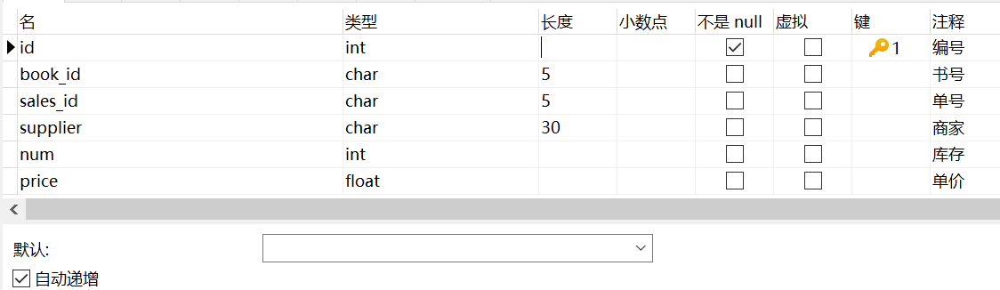 名 类型 长度 小数点 不是 null 虚拟 键 注释
id int 1 编号
book_id char 5 书号
sales_id char 5 单号
supplier char 30 商家
num int 库存
price float 单价
默认:
自动递增